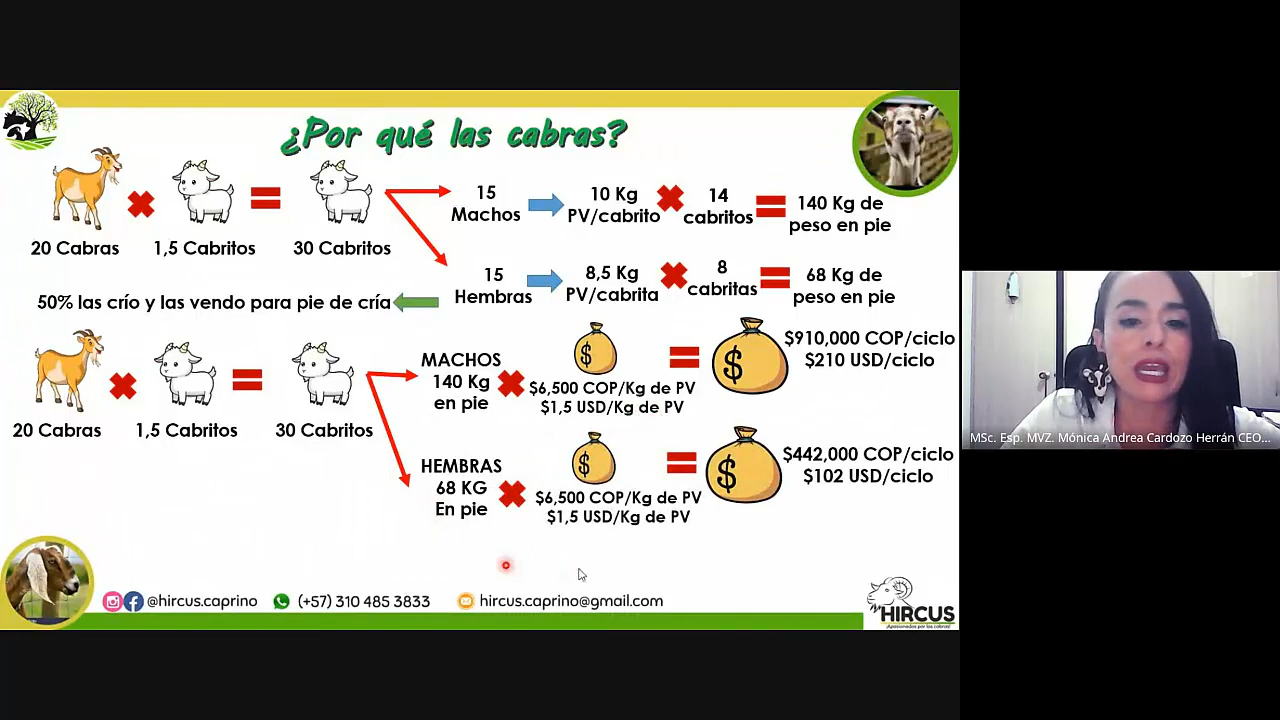 ¿Por qué las cabras?
20 Cabras
1,5 Cabritos
30 Cabritos
15
Machos
10 Kg
PV/cabrito
14
cabritos
140 Kg de
peso en pie
15
Hembras
8,5 Kg
PV/cabrita
8
cabritas
68 Kg de
peso en pie
50% las crío y las vendo para pie de cría
20 Cabras
1,5 Cabritos
30 Cabritos
MACHOS
140 Kg
en pie
$
$6,500 COP/Kg de PV
$1,5 USD/Kg de PV
$
$910,000 COP/ciclo
$210 USD/ciclo
HEMBRAS
68 KG
En pie
$
$6,500 COP/Kg de PV
$1,5 USD/Kg de PV
$
$442,000 COP/ciclo
$102 USD/ciclo
@hircus.caprino
(+57) 310 485 3833
hircus.caprino@gmail.com
HIRCUS
¡Apasionados por las cabras!
MSc. Esp. MVZ. Mónica Andrea Cardozo Herrán CEO...